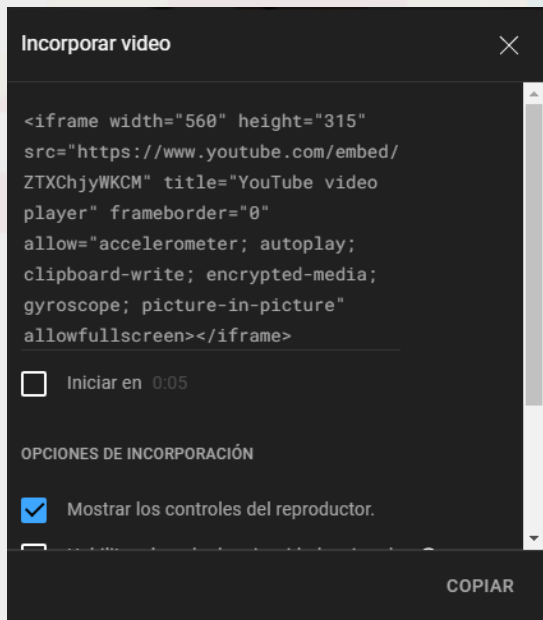 Incorporar video
<iframe width="560" height="315"
src="https://www.youtube.com/embed/
ZTXChjyWKCM" title="YouTube video
player" frameborder="0"
allow="accelerometer; autoplay;
clipboard-write; encrypted-media;
gyroscope; picture-in-picture"
allowfullscreen></iframe>
Iniciar en 0:05
OPCIONES DE INCORPORACIÓN
Mostrar los controles del reproductor.
COPIAR